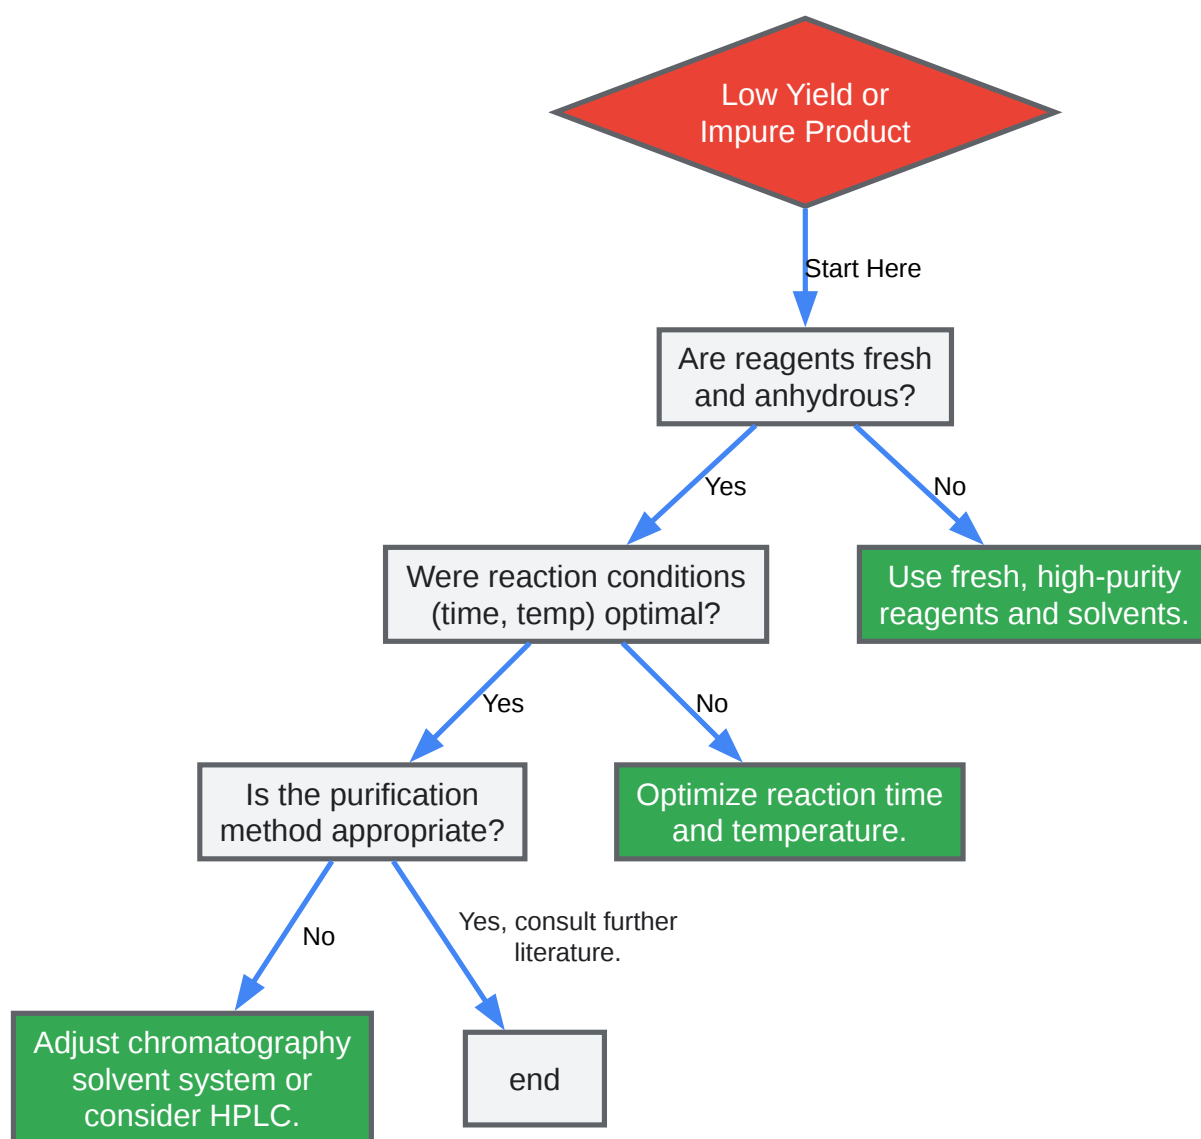 Low Yield or
Impure Product
Start Here
Are reagents fresh
and anhydrous?
Yes
No
Were reaction conditions
(time, temp) optimal?
Use fresh, high-purity
reagents and solvents.
Yes
No
Is the purification
method appropriate?
Optimize reaction time
and temperature.
No
Yes, consult further
literature.
Adjust chromatography
solvent system or
consider HPLC.
end